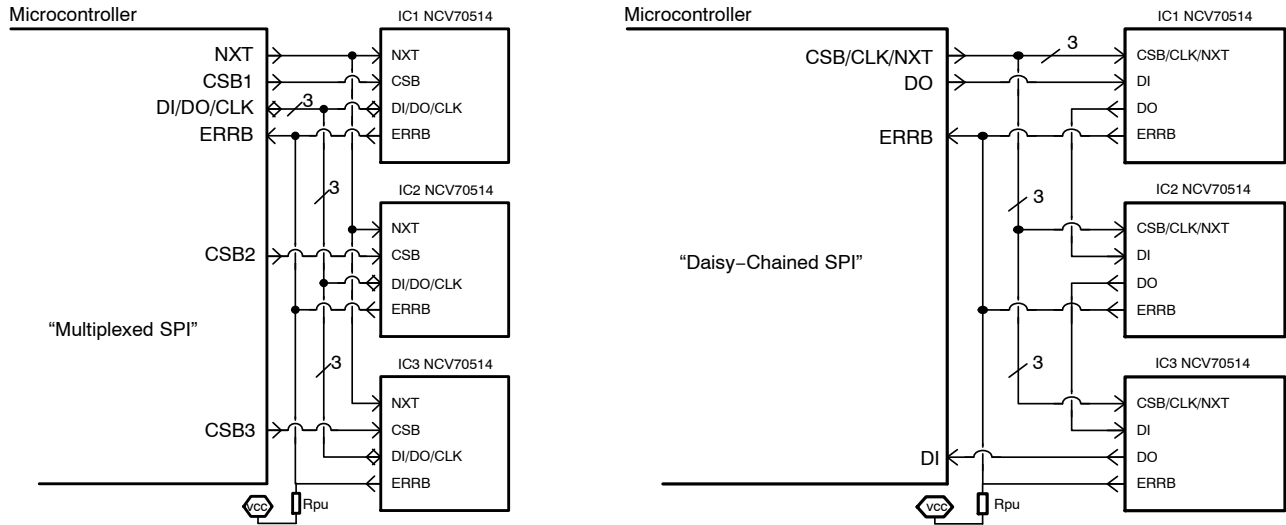 Microcontroller
IC1 NCV70514
NXT
CSB1
DI/DO/CLK
3
ERRB
NXT
CSB
DI/DO/CLK
ERRB
3
IC2 NCV70514
CSB2
NXT
CSB
DI/DO/CLK
ERRB
“Multiplexed SPI”
3
IC3 NCV70514
CSB3
NXT
CSB
DI/DO/CLK
ERRB
VCC
Rpu
Microcontroller
IC1 NCV70514
CSB/CLK/NXT
3
DO
ERRB
CSB/CLK/NXT
DI
DO
ERRB
3
IC2 NCV70514
CSB/CLK/NXT
DI
DO
ERRB
“Daisy−Chained SPI”
3
IC3 NCV70514
CSB/CLK/NXT
DI
DO
ERRB
DI
VCC
Rpu